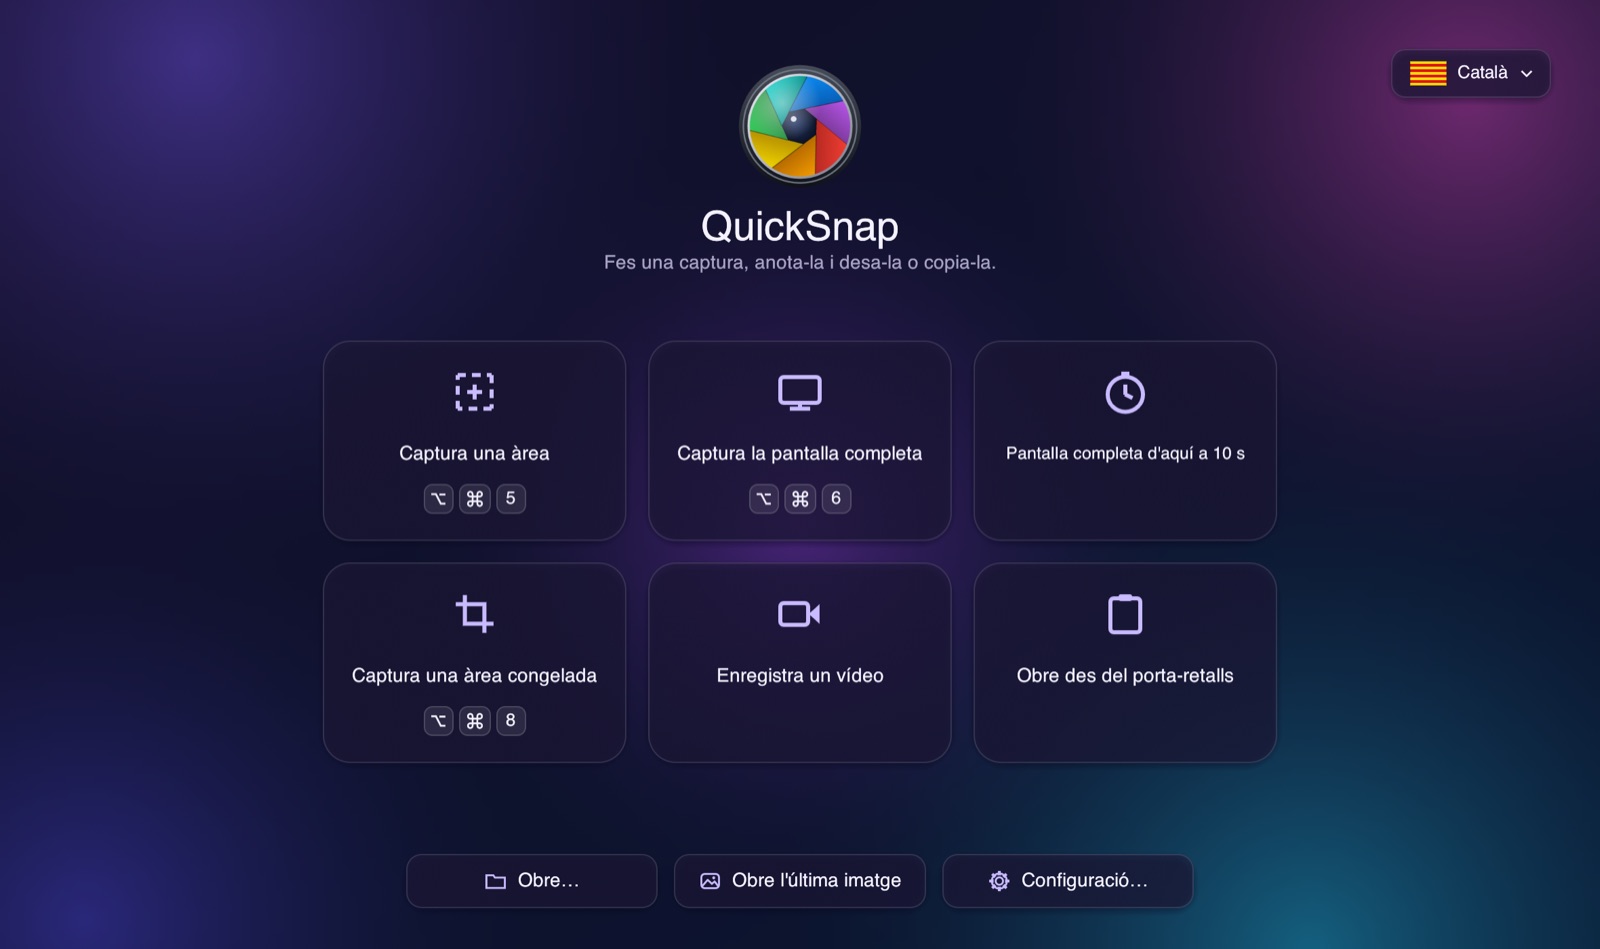 Català
QuickSnap
Fes una captura, anota-la i desa-la o copia-la.
Captura una àrea
⌥ ⌘ 5
Captura la pantalla completa
⌥ ⌘ 6
Pantalla completa d'aquí a 10 s
Captura una àrea congelada
⌥ ⌘ 8
Enregistra un vídeo
Obre des del porta-retalls
Obre…
Obre l'última imatge
Configuració…